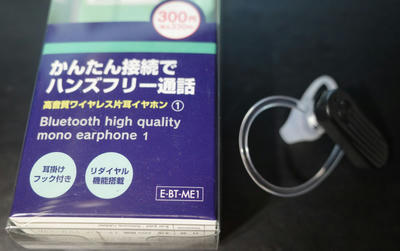 300円
かんたん接続で
ハンズフリー通話
高音質ワイヤレス片耳イヤホン①
Bluetooth high quality
mono earphone 1
耳掛け
フック付き
リダイヤル
機能搭載
E-BT-ME1